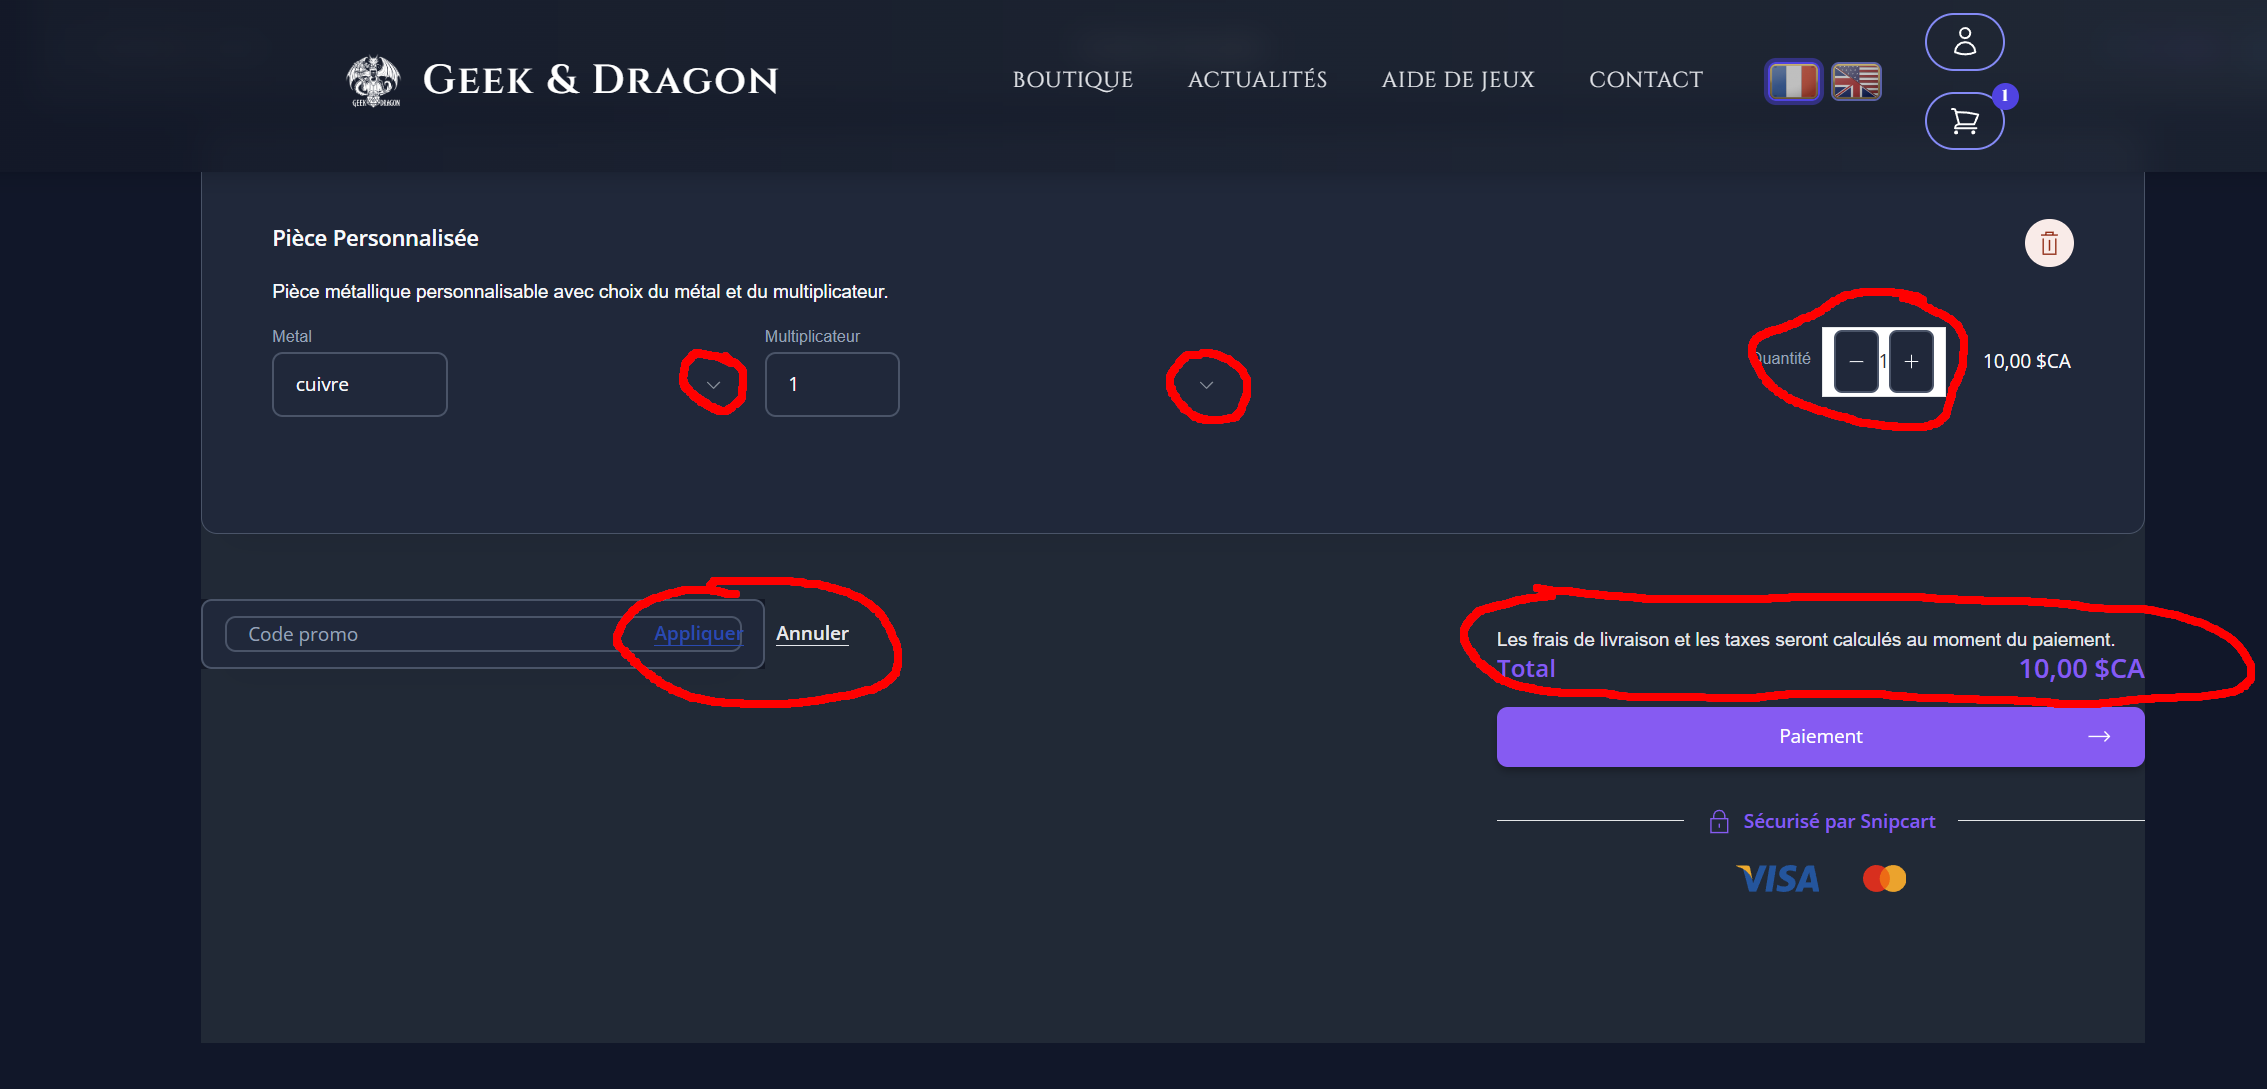 GEEK & DRAGON
GEEK & DRAGON
BOUTIQUE
ACTUALITÉS
AIDE DE JEUX
CONTACT
1
Pièce Personnalisée
Pièce métallique personnalisable avec choix du métal et du multiplicateur.
Metal
Multiplicateur
cuivre
1
Quantité
1
10,00 $CA
Code promo
Appliquer
Annuler
Les frais de livraison et les taxes seront calculés au moment du paiement.
Total
10,00 $CA
Paiement
Sécurisé par Snipcart
VISA